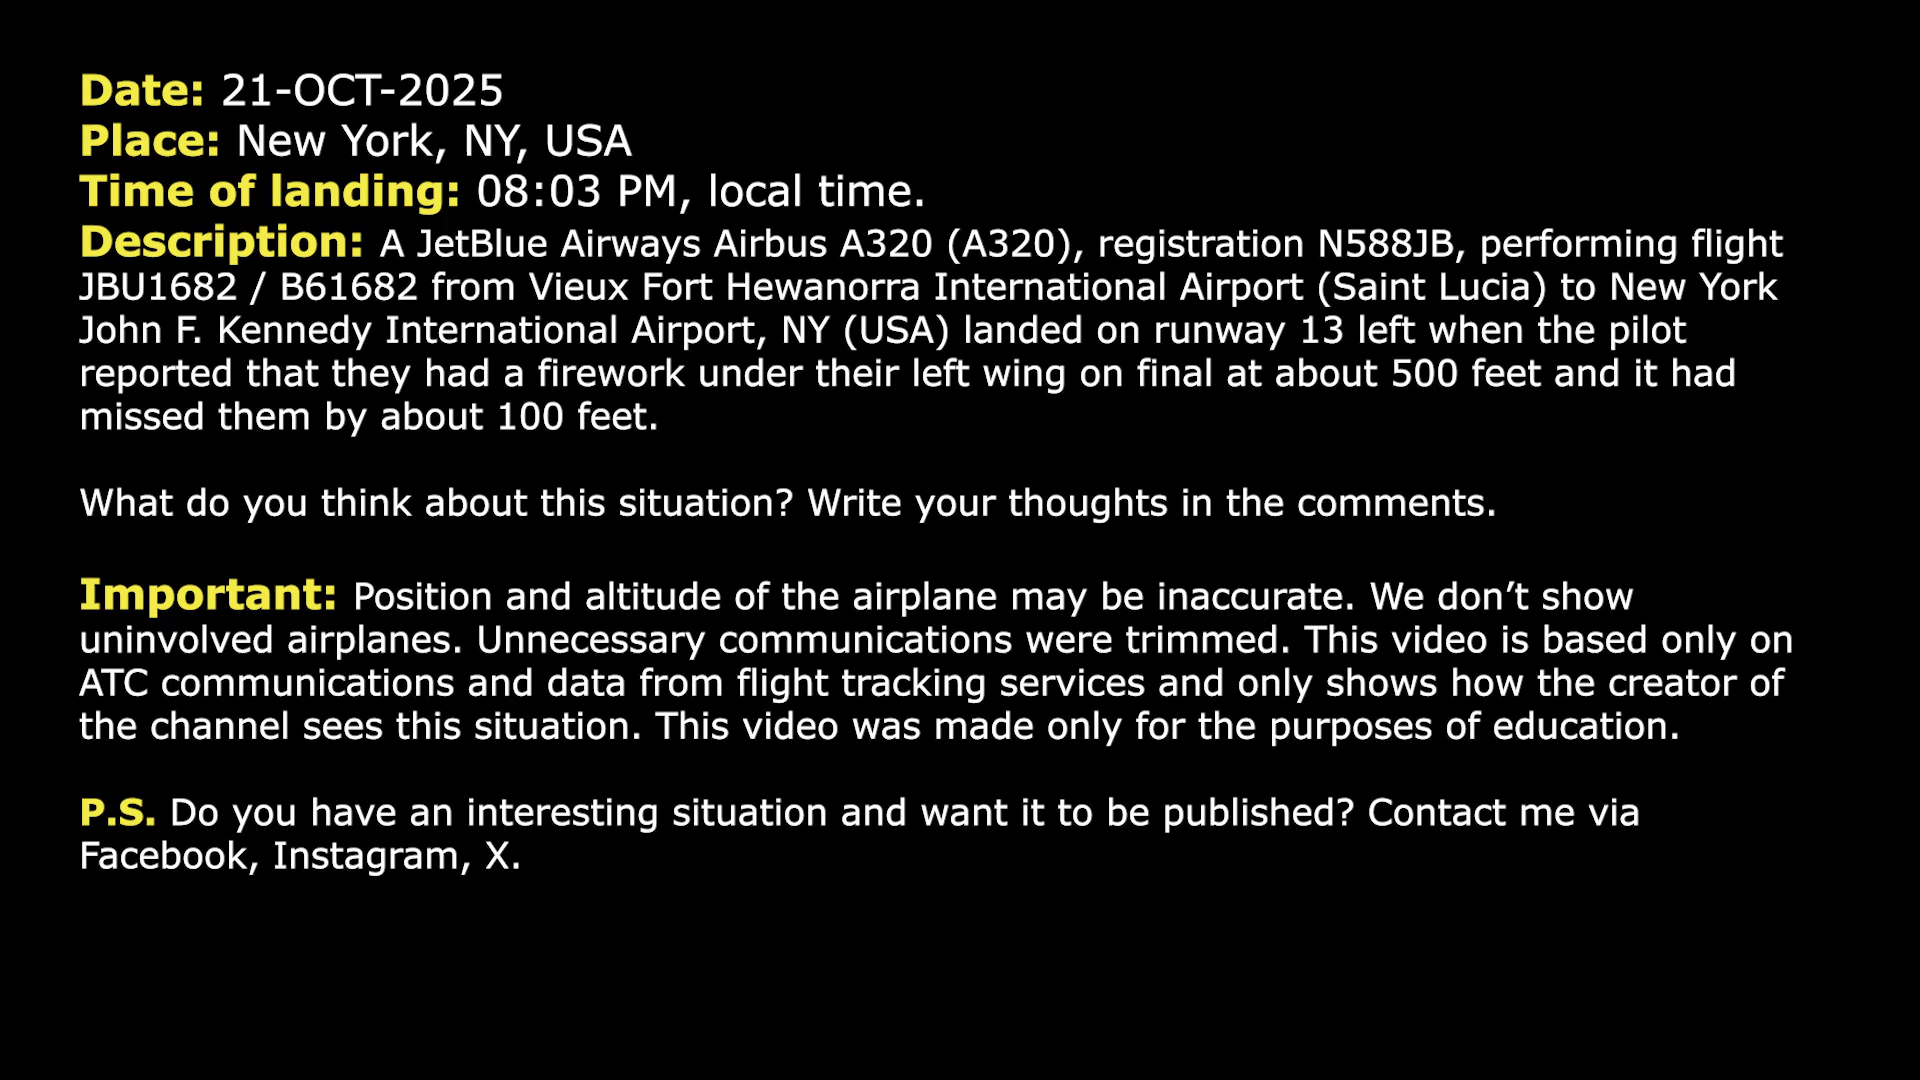 Date: 21-OCT-2025
Place: New York, NY, USA
Time of landing: 08:03 PM, local time.
Description: A JetBlue Airways Airbus A320 (A320), registration N588JB, performing flight
JBU1682 / B61682 from Vieux Fort Hewanorra International Airport (Saint Lucia) to New York
John F. Kennedy International Airport, NY (USA) landed on runway 13 left when the pilot
reported that they had a firework under their left wing on final at about 500 feet and it had
missed them by about 100 feet.
What do you think about this situation? Write your thoughts in the comments.
Important: Position and altitude of the airplane may be inaccurate. We don’t show
uninvolved airplanes. Unnecessary communications were trimmed. This video is based only on
ATC communications and data from flight tracking services and only shows how the creator of
the channel sees this situation. This video was made only for the purposes of education.
P.S. Do you have an interesting situation and want it to be published? Contact me via
Facebook, Instagram, X.